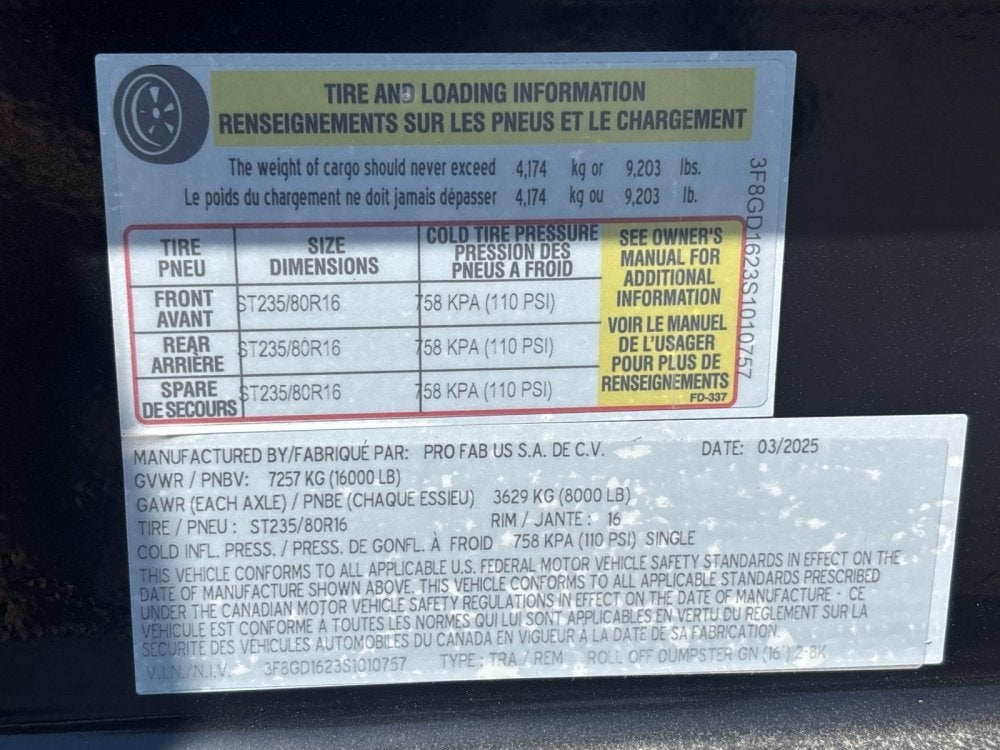 TIRE AND LOADING INFORMATION
RENSEIGNEMENTS SUR LES PNEUS ET LE CHARGEMENT
The weight of cargo should never exceed 4,174 kg or 9,203 lbs.
Le poids du chargement ne doit jamais dépasser 4,174 kg ou 9,203 lb.
TIRE
PNEU
SIZE
DIMENSIONS
COLD TIRE PRESSURE
PRESSION DES
PNEUS A FROID
FRONT
AVANT
ST235/80R16
758 KPA (110 PSI)
REAR
ARRIÈRE
ST235/80R16
758 KPA (110 PSI)
SPARE
DE SECOURS
ST235/80R16
758 KPA (110 PSI)
SEE OWNER'S
MANUAL FOR
ADDITIONAL
INFORMATION
VOIR LE MANUEL
DE L'USAGER
POUR PLUS DE
RENSEIGNEMENTS
FD-337
3F8GD1623S1010757
MANUFACTURED BY/FABRIQUÉ PAR: PRO FAB US S.A. DE C.V. DATE: 03/2025
GVWR / PNBV: 7257 KG (16000 LB)
GAWR (EACH AXLE) / PNBE (CHAQUE ESSIEU) 3629 KG (8000 LB)
TIRE / PNEU : ST235/80R16 RIM / JANTE : 16
COLD INFL. PRESS. / PRESS. DE GONFL. À FROID 758 KPA (110 PSI) SINGLE
THIS VEHICLE CONFORMS TO ALL APPLICABLE U.S. FEDERAL MOTOR VEHICLE SAFETY STANDARDS IN EFFECT ON THE
DATE OF MANUFACTURE SHOWN ABOVE. THIS VEHICLE CONFORMS TO ALL APPLICABLE STANDARDS PRESCRIBED
UNDER THE CANADIAN MOTOR VEHICLE SAFETY REGULATIONS IN EFFECT ON THE DATE OF MANUFACTURE - CE
VÉHICULE EST CONFORME A TOUTES LES NORMES QUI LUI SONT APPLICABLES EN VERTU DU RÈGLEMENT SUR LA
SÉCURITÉ DES VÉHICULES AUTOMOBILES DU CANADA EN VIGUEUR À LA DATE DE SA FABRICATION.
V.I.N./N.I.V. 3F8GD1623S1010757 TYPE : TRA / REM ROLL OFF DUMPSTER GN (16') 2-8K